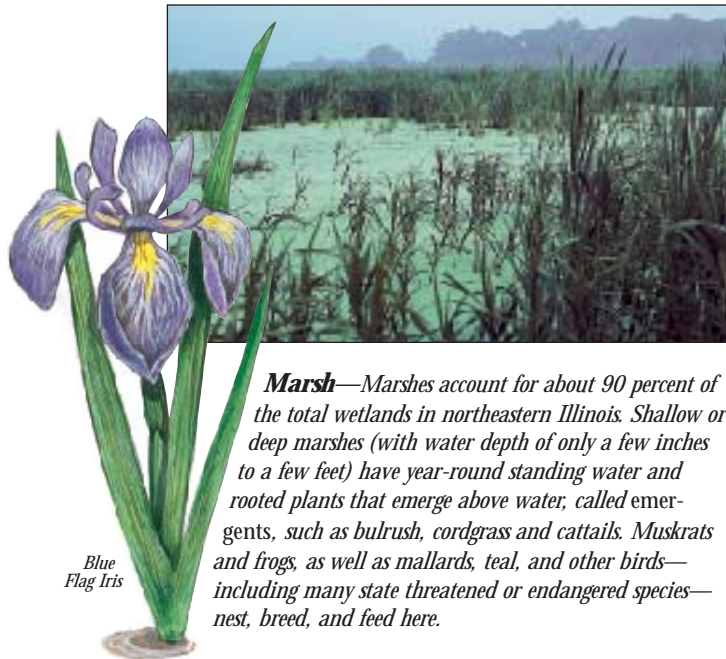 Marsh—Marshes account for about 90 percent of
the total wetlands in northeastern Illinois. Shallow or
deep marshes (with water depth of only a few inches
to a few feet) have year-round standing water and
rooted plants that emerge above water, called emer-
gents, such as bulrush, cordgrass and cattails. Muskrats
and frogs, as well as mallards, teal, and other birds—
including many state threatened or endangered species—
nest, breed, and feed here.
Blue
Flag Iris